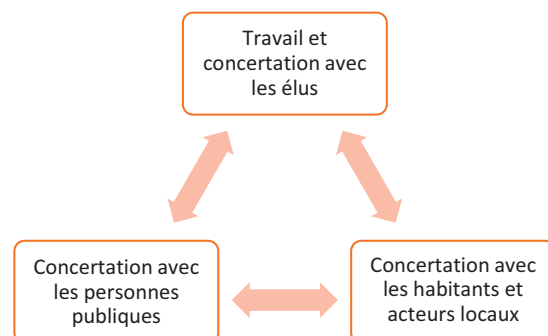 Travail et
concertation avec
les élus
Concertation avec
les personnes
publiques
Concertation avec
les habitants et
acteurs locaux